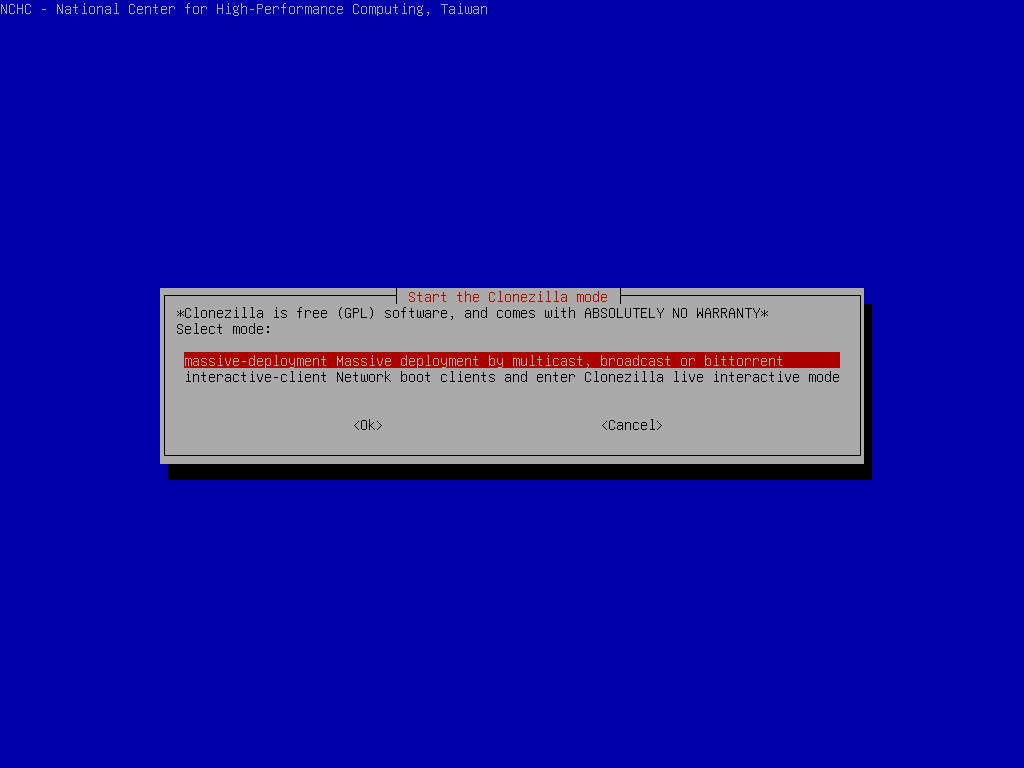 NCHC - National Center for High-Performance Computing, Taiwan
Start the Clonezilla mode
*Clonezilla is free (GPL) software, and comes with ABSOLUTELY NO WARRANTY*
Select mode:
massive-deployment Massive deployment by multicast, broadcast or bittorrent
interactive-client Network boot clients and enter Clonezilla live interactive mode
<Ok> <Cancel>